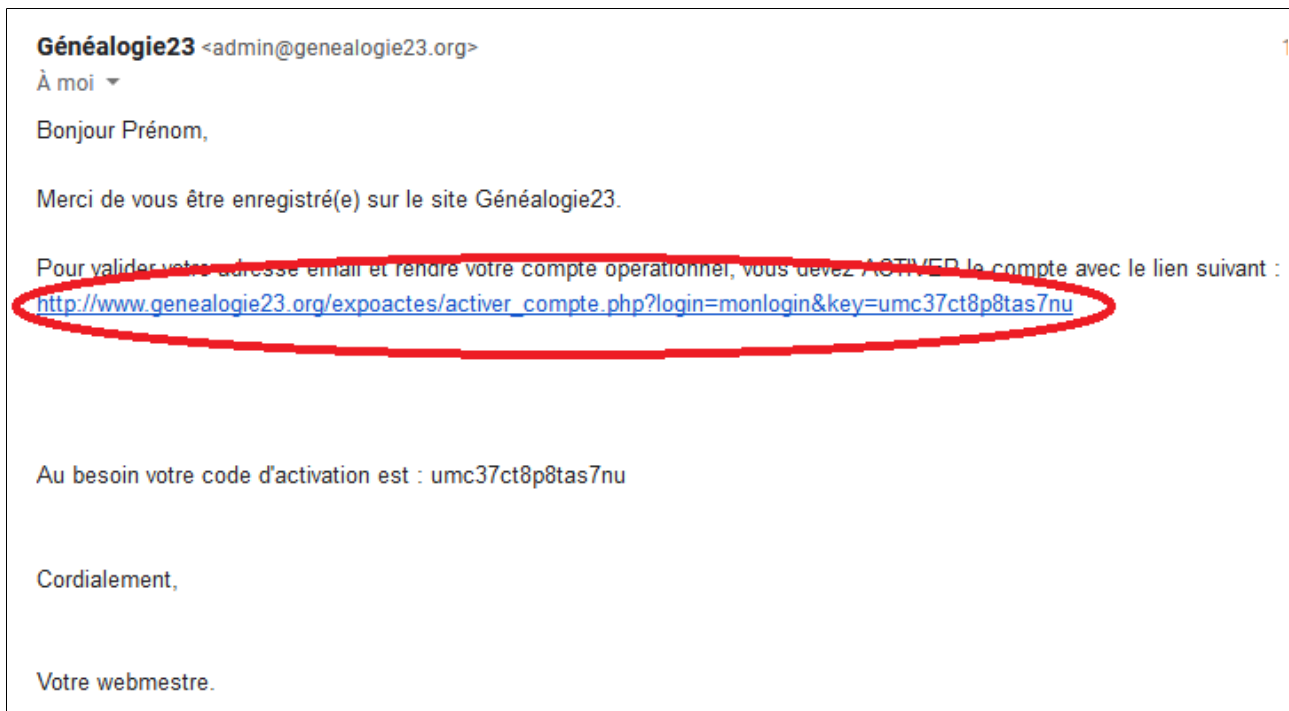 Généalogie23 <admin@genealogie23.org>
À moi
Bonjour Prénom,
Merci de vous être enregistré(e) sur le site Généalogie23.
Pour valider votre adresse email et rendre votre compte opérationnel, vous devez ACTIVER le compte avec le lien suivant :
http://www.genealogie23.org/expoactes/activer_compte.php?login=monlogin&key=umc37ct8p8tas7nu
Au besoin votre code d'activation est : umc37ct8p8tas7nu
Cordialement,
Votre webmestre.